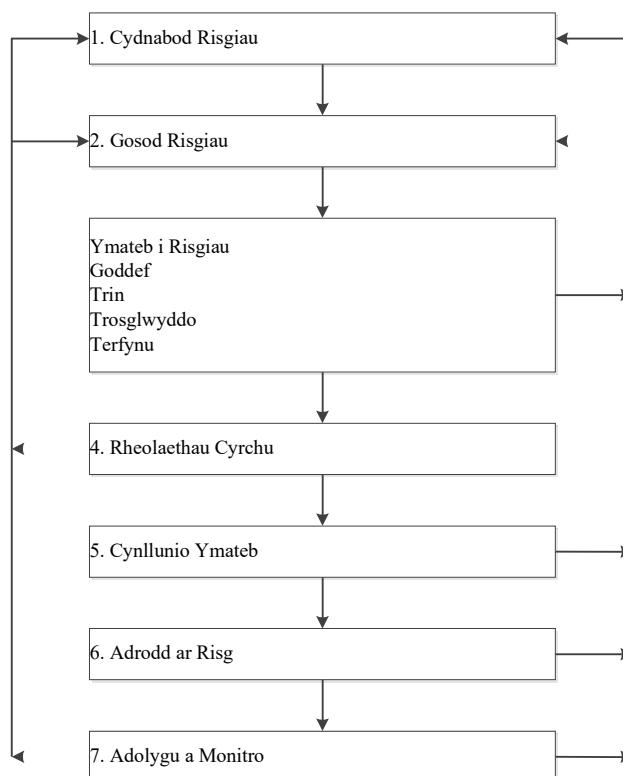 1. Cydnabod Risgiau
2. Gosod Risgiau
Ymateb i Risgiau
Goddef
Trin
Trosglwyddo
Terfynu
4. Rheolaethau Cyrchu
5. Cynllunio Ymateb
6. Adrodd ar Risg
7. Adolygu a Monitro